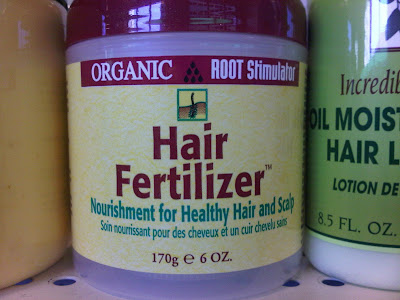 ORGANIC ROOT Stimulator
Hair
Fertilizer™
Nourishment for Healthy Hair and Scalp
Soin nourrissant pour des cheveux et un cuir chevelu sans
170g e 6 OZ.
Incredib
OIL MOIST
HAIR L
LOTION DE
8.5 FL. OZ.